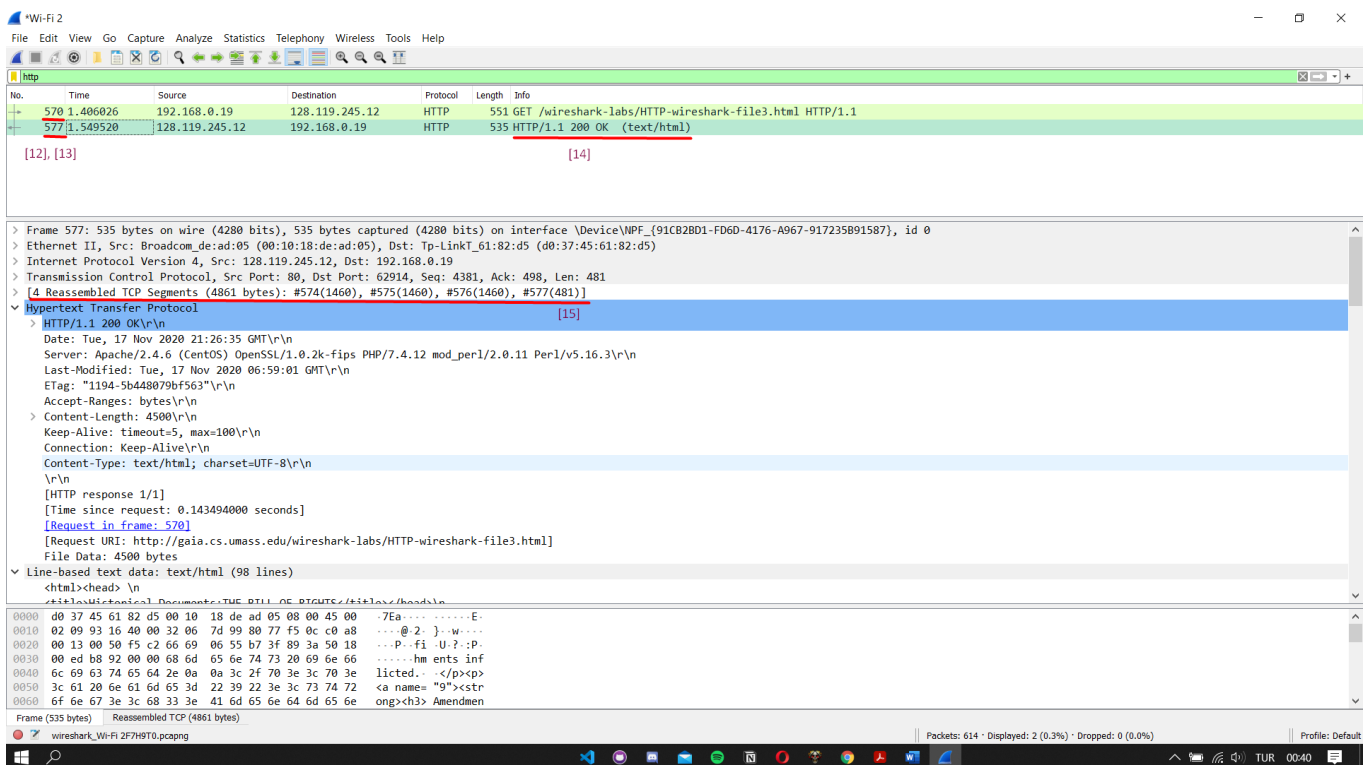 *Wi-Fi 2
File Edit View Go Capture Analyze Statistics Telephony Wireless Tools Help
http
No. Time Source Destination Protocol Length Info
570 1.406026 192.168.0.19 128.119.245.12 HTTP 551 GET /wireshark-labs/HTTP-wireshark-file3.html HTTP/1.1
577 1.549520 128.119.245.12 192.168.0.19 HTTP 535 HTTP/1.1 200 OK (text/html)
[12], [13] [14]
Frame 577: 535 bytes on wire (4280 bits), 535 bytes captured (4280 bits) on interface \Device\NPF_{91CB2BD1-FD6D-4176-A967-917235B91587}, id 0
Ethernet II, Src: Broadcom_de:ad:05 (00:10:18:de:ad:05), Dst: Tp-LinkT_61:82:d5 (d0:37:45:61:82:d5)
Internet Protocol Version 4, Src: 128.119.245.12, Dst: 192.168.0.19
Transmission Control Protocol, Src Port: 80, Dst Port: 62914, Seq: 4381, Ack: 498, Len: 481
[4 Reassembled TCP Segments (4861 bytes): #574(1460), #575(1460), #576(1460), #577(481)]
Hypertext Transfer Protocol
[15]
HTTP/1.1 200 OK\r\n
Date: Tue, 17 Nov 2020 21:26:35 GMT\r\n
Server: Apache/2.4.6 (CentOS) OpenSSL/1.0.2k-fips PHP/7.4.12 mod_perl/2.0.11 Perl/v5.16.3\r\n
Last-Modified: Tue, 17 Nov 2020 06:59:01 GMT\r\n
ETag: "1194-5b448079bf563"\r\n
Accept-Ranges: bytes\r\n
Content-Length: 4500\r\n
Keep-Alive: timeout=5, max=100\r\n
Connection: Keep-Alive\r\n
Content-Type: text/html; charset=UTF-8\r\n
\r\n
[HTTP response 1/1]
[Time since request: 0.143494000 seconds]
[Request in frame: 570]
[Request URI: http://gaia.cs.umass.edu/wireshark-labs/HTTP-wireshark-file3.html]
File Data: 4500 bytes
Line-based text data: text/html (98 lines)
<html><head> \n
<title>Historical Documents:THE BILL OF RIGHTS</title></head>\n
0000 d0 37 45 61 82 d5 00 10 18 de ad 05 08 00 45 00 ·7Ea···· ······E·
0010 02 09 93 16 40 00 32 06 7d 99 80 77 f5 0c c0 a8 ····@·2· }··w····
0020 00 13 00 50 f5 c2 66 69 06 55 b7 3f 89 3a 50 18 ···P··fi ·U·?·:P·
0030 00 ed b8 92 00 00 68 6d 65 6e 74 73 20 69 6e 66 ······hm ents inf
0040 6c 69 63 74 65 64 2e 0a 0a 3c 2f 70 3e 3c 70 3e licted.· ·</p><p>
0050 3c 61 20 6e 61 6d 65 3d 22 39 22 3e 3c 73 74 72 <a name= "9"><str
0060 6f 6e 67 3e 3c 68 33 3e 41 6d 65 6e 64 6d 65 6e ong><h3> Amendmen
Frame (535 bytes) Reassembled TCP (4861 bytes)
wireshark_Wi-Fi 2F7H9T0.pcapng Packets: 614 · Displayed: 2 (0.3%) · Dropped: 0 (0.0%) Profile: Default
TUR 00:40